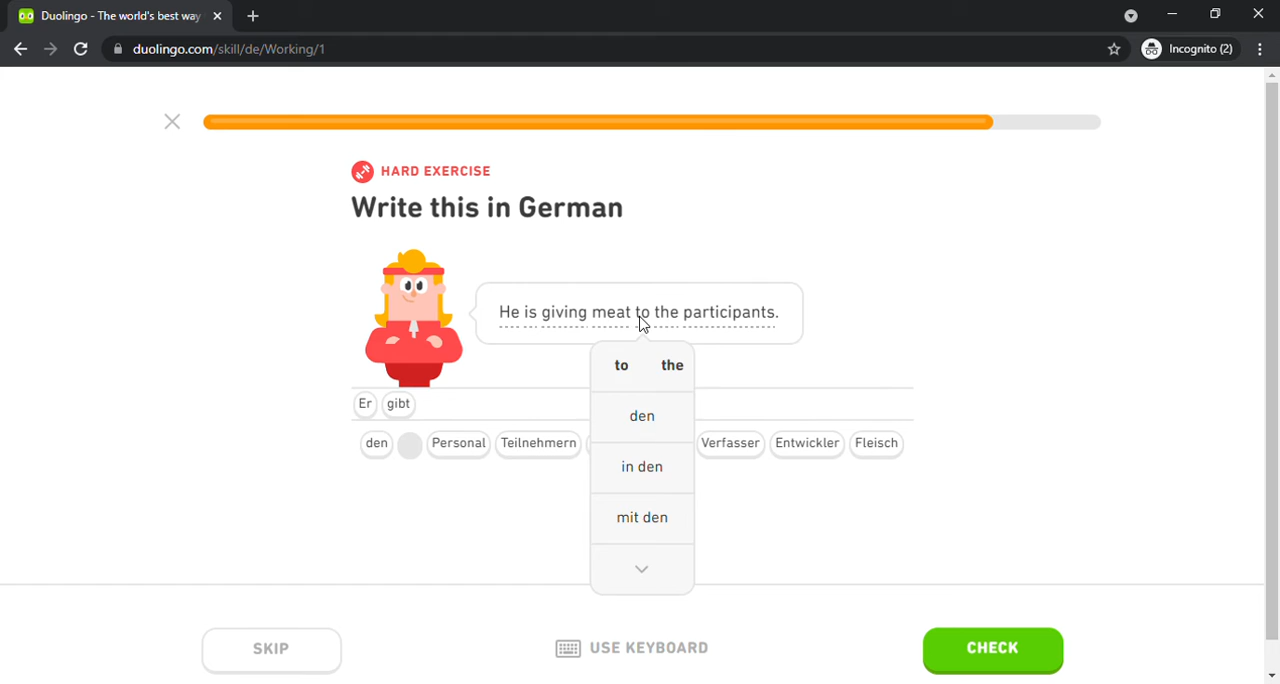 Duolingo - The world's best way
duolingo.com/skill/de/Working/1
Incognito (2)
HARD EXERCISE
Write this in German
He is giving meat to the participants.
to the
den
in den
mit den
Er gibt
den Personal Teilnehmern Verfasser Entwickler Fleisch
SKIP
USE KEYBOARD
CHECK